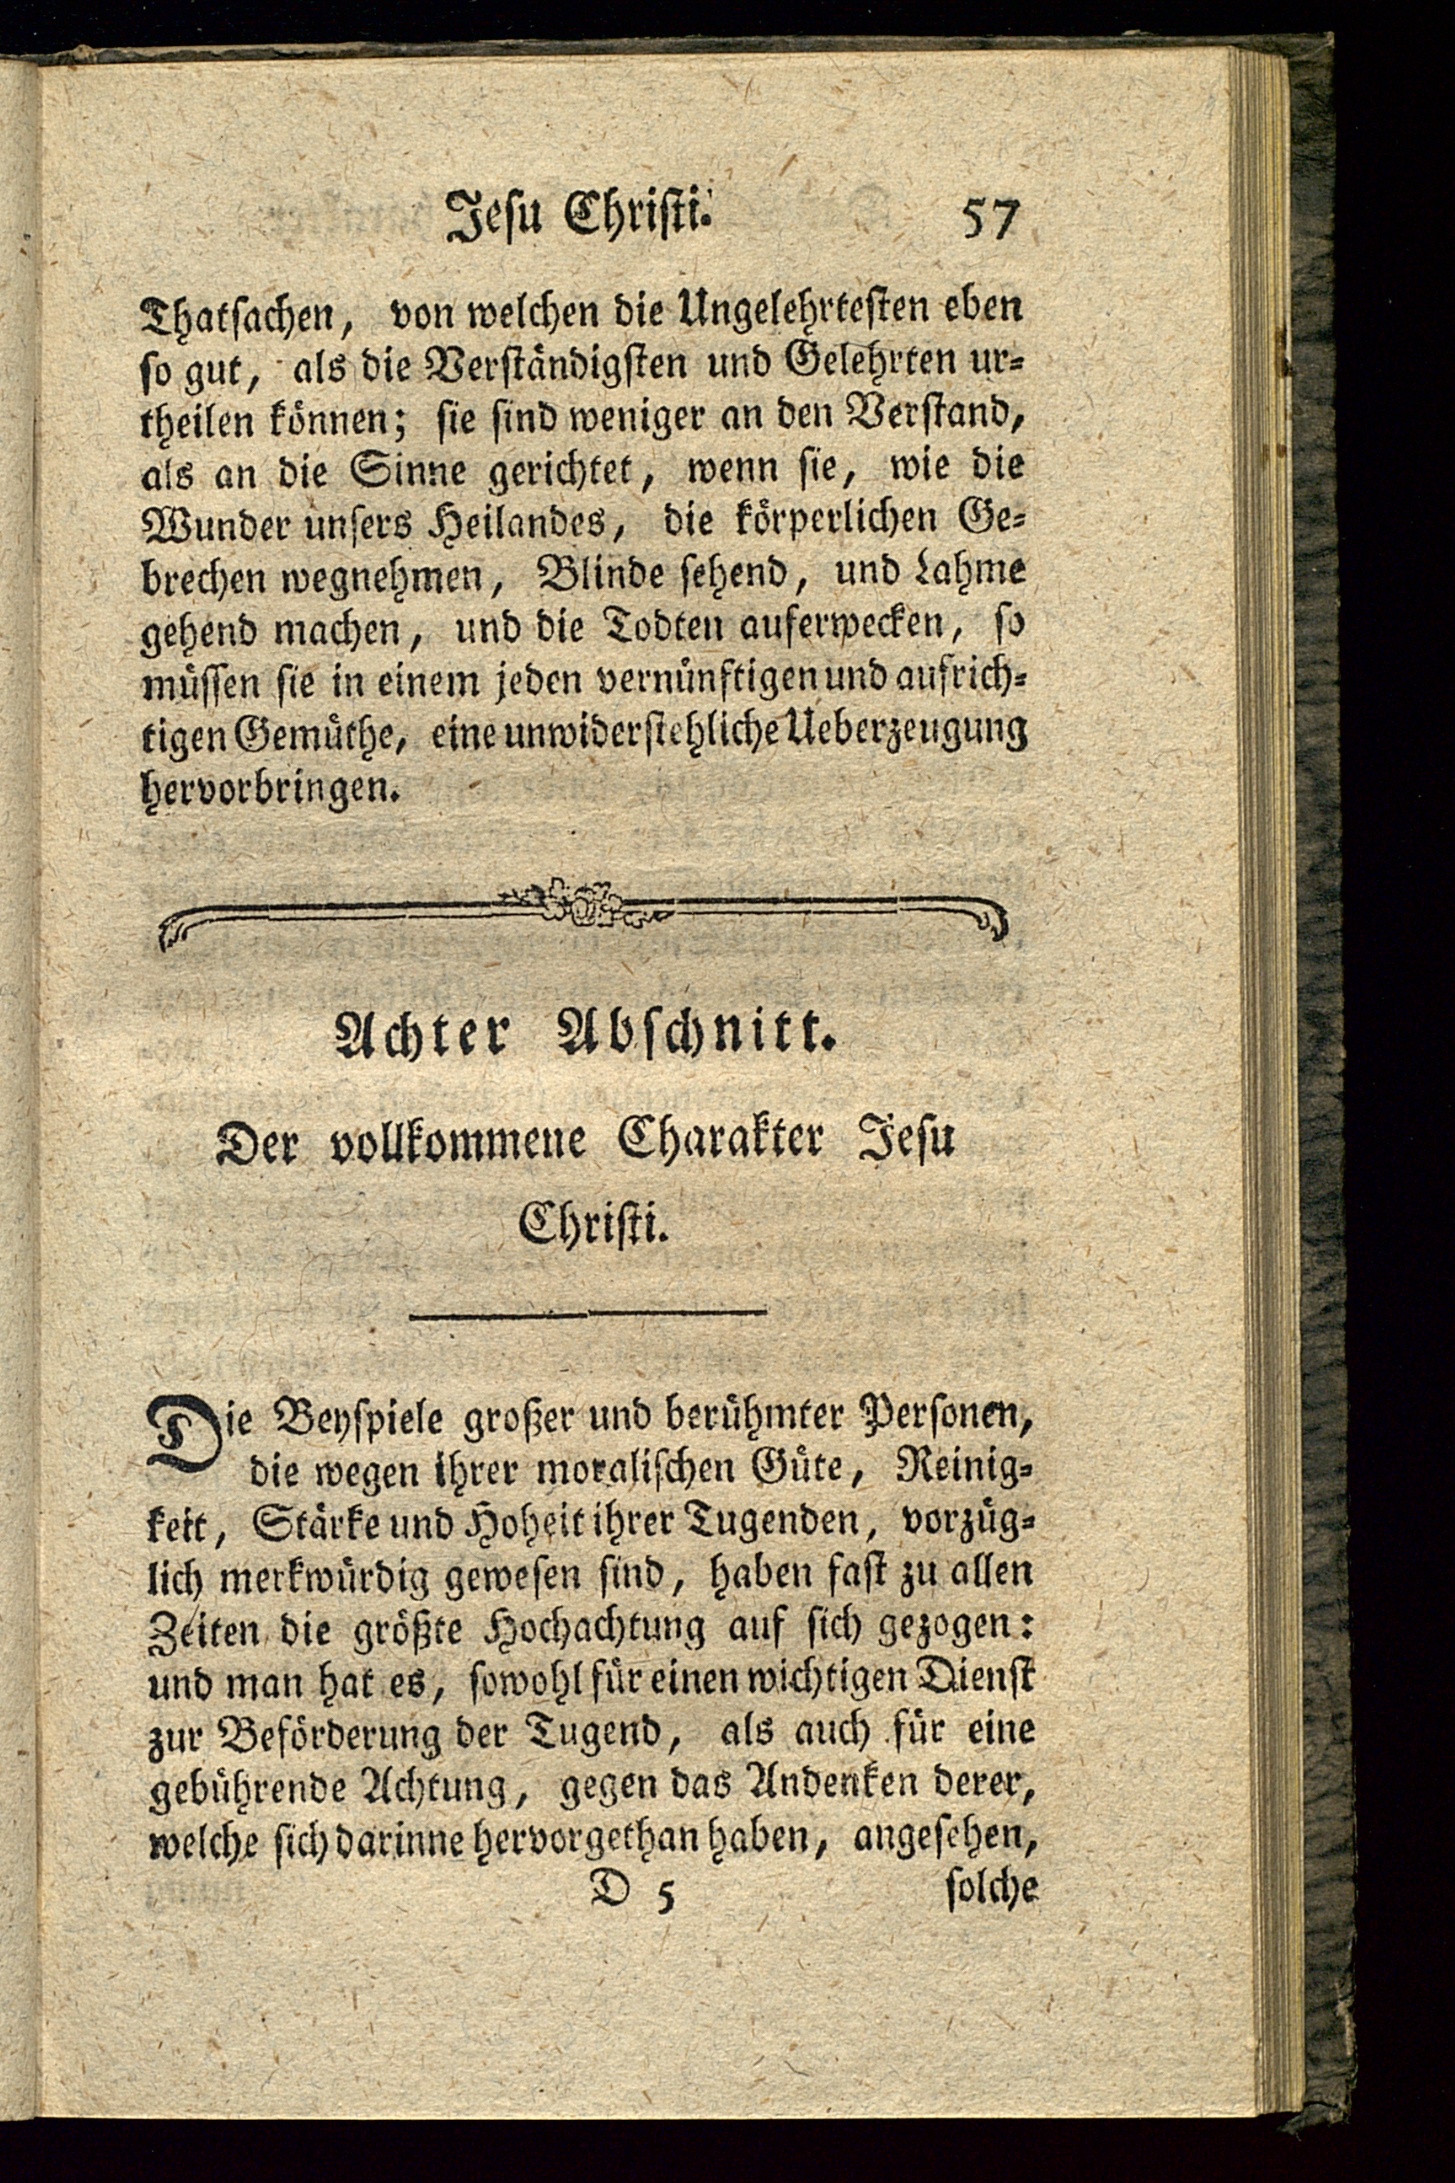 Jesu Christi. 57
Thatsachen, von welchen die Ungelehrtesten eben
so gut, als die Verständigsten und Gelehrten ur-
theilen können; sie sind weniger an den Verstand,
als an die Sinne gerichtet, wenn sie, wie die
Wunder unsers Heilandes, die körperlichen Ge-
brechen wegnehmen, Blinde sehend, und Lahme
gehend machen, und die Todten auferwecken, so
müssen sie in einem jeden vernünftigen und aufrich-
tigen Gemüthe, eine unwiderstehliche Ueberzeugung
hervorbringen.
Achter Abschnitt.
Der vollkommene Charakter Jesu
Christi.
Die Beyspiele großer und berühmter Personen,
die wegen ihrer moralischen Güte, Reinig-
keit, Stärke und Hoheit ihrer Tugenden, vorzüg-
lich merkwürdig gewesen sind, haben fast zu allen
Zeiten die größte Hochachtung auf sich gezogen:
und man hat es, sowohl für einen wichtigen Dienst
zur Beförderung der Tugend, als auch für eine
gebührende Achtung, gegen das Andenken derer,
welche sich darinne hervorgethan haben, angesehen,
D 5 solche